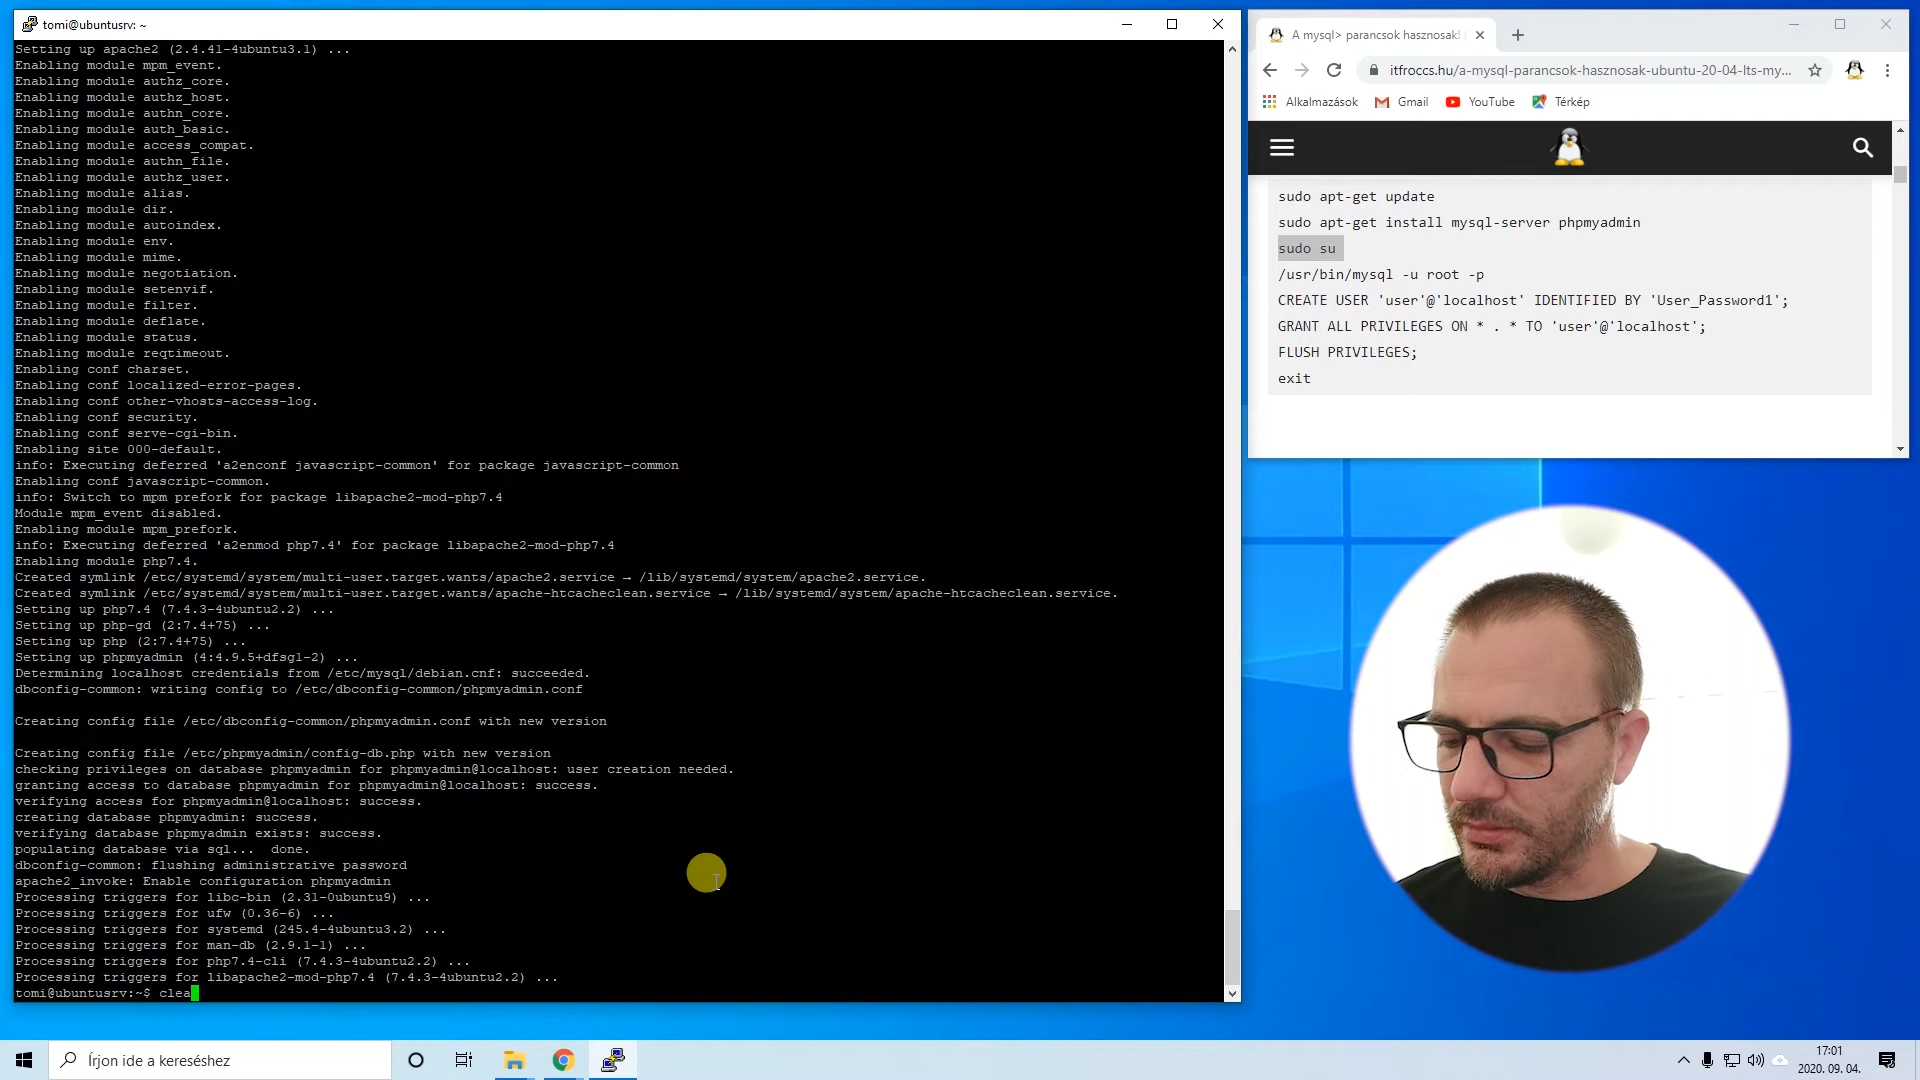 tomi@ubuntusrv: ~
Setting up apache2 (2.4.41-4ubuntu3.1) ...
Enabling module mpm_event.
Enabling module authz_core.
Enabling module authz_host.
Enabling module authn_core.
Enabling module auth_basic.
Enabling module access_compat.
Enabling module authn_file.
Enabling module authz_user.
Enabling module alias.
Enabling module dir.
Enabling module autoindex.
Enabling module env.
Enabling module mime.
Enabling module negotiation.
Enabling module setenvif.
Enabling module filter.
Enabling module deflate.
Enabling module status.
Enabling module reqtimeout.
Enabling conf charset.
Enabling conf localized-error-pages.
Enabling conf other-vhosts-access-log.
Enabling conf security.
Enabling conf serve-cgi-bin.
Enabling site 000-default.
info: Executing deferred 'a2enconf javascript-common' for package javascript-common
Enabling conf javascript-common.
info: Switch to mpm prefork for package libapache2-mod-php7.4
Module mpm_event disabled.
Enabling module mpm_prefork.
info: Executing deferred 'a2enmod php7.4' for package libapache2-mod-php7.4
Enabling module php7.4.
Created symlink /etc/systemd/system/multi-user.target.wants/apache2.service → /lib/systemd/system/apache2.service.
Created symlink /etc/systemd/system/multi-user.target.wants/apache-htcacheclean.service → /lib/systemd/system/apache-htcacheclean.service.
Setting up php7.4 (7.4.3-4ubuntu2.2) ...
Setting up php-gd (2:7.4+75) ...
Setting up php (2:7.4+75) ...
Setting up phpmyadmin (4:4.9.5+dfsg1-2) ...
Determining localhost credentials from /etc/mysql/debian.cnf: succeeded.
dbconfig-common: writing config to /etc/dbconfig-common/phpmyadmin.conf
Creating config file /etc/dbconfig-common/phpmyadmin.conf with new version
Creating config file /etc/phpmyadmin/config-db.php with new version
checking privileges on database phpmyadmin for phpmyadmin@localhost: user creation needed.
granting access to database phpmyadmin for phpmyadmin@localhost: success.
verifying access for phpmyadmin@localhost: success.
creating database phpmyadmin: success.
verifying database phpmyadmin exists: success.
populating database via sql...  done.
dbconfig-common: flushing administrative password
apache2_invoke: Enable configuration phpmyadmin
Processing triggers for libc-bin (2.31-0ubuntu9) ...
Processing triggers for ufw (0.36-6) ...
Processing triggers for systemd (245.4-4ubuntu3.2) ...
Processing triggers for man-db (2.9.1-1) ...
Processing triggers for php7.4-cli (7.4.3-4ubuntu2.2) ...
Processing triggers for libapache2-mod-php7.4 (7.4.3-4ubuntu2.2) ...
tomi@ubuntusrv:~$ clea
A mysql> parancsok hasznosak!
itfroccs.hu/a-mysql-parancsok-hasznosak-ubuntu-20-04-lts-my...
Alkalmazások Gmail YouTube Térkép
sudo apt-get update
sudo apt-get install mysql-server phpmyadmin
sudo su
/usr/bin/mysql -u root -p
CREATE USER 'user'@'localhost' IDENTIFIED BY 'User_Password1';
GRANT ALL PRIVILEGES ON * . * TO 'user'@'localhost';
FLUSH PRIVILEGES;
exit
Írjon ide a kereséshez
17:01
2020. 09. 04.